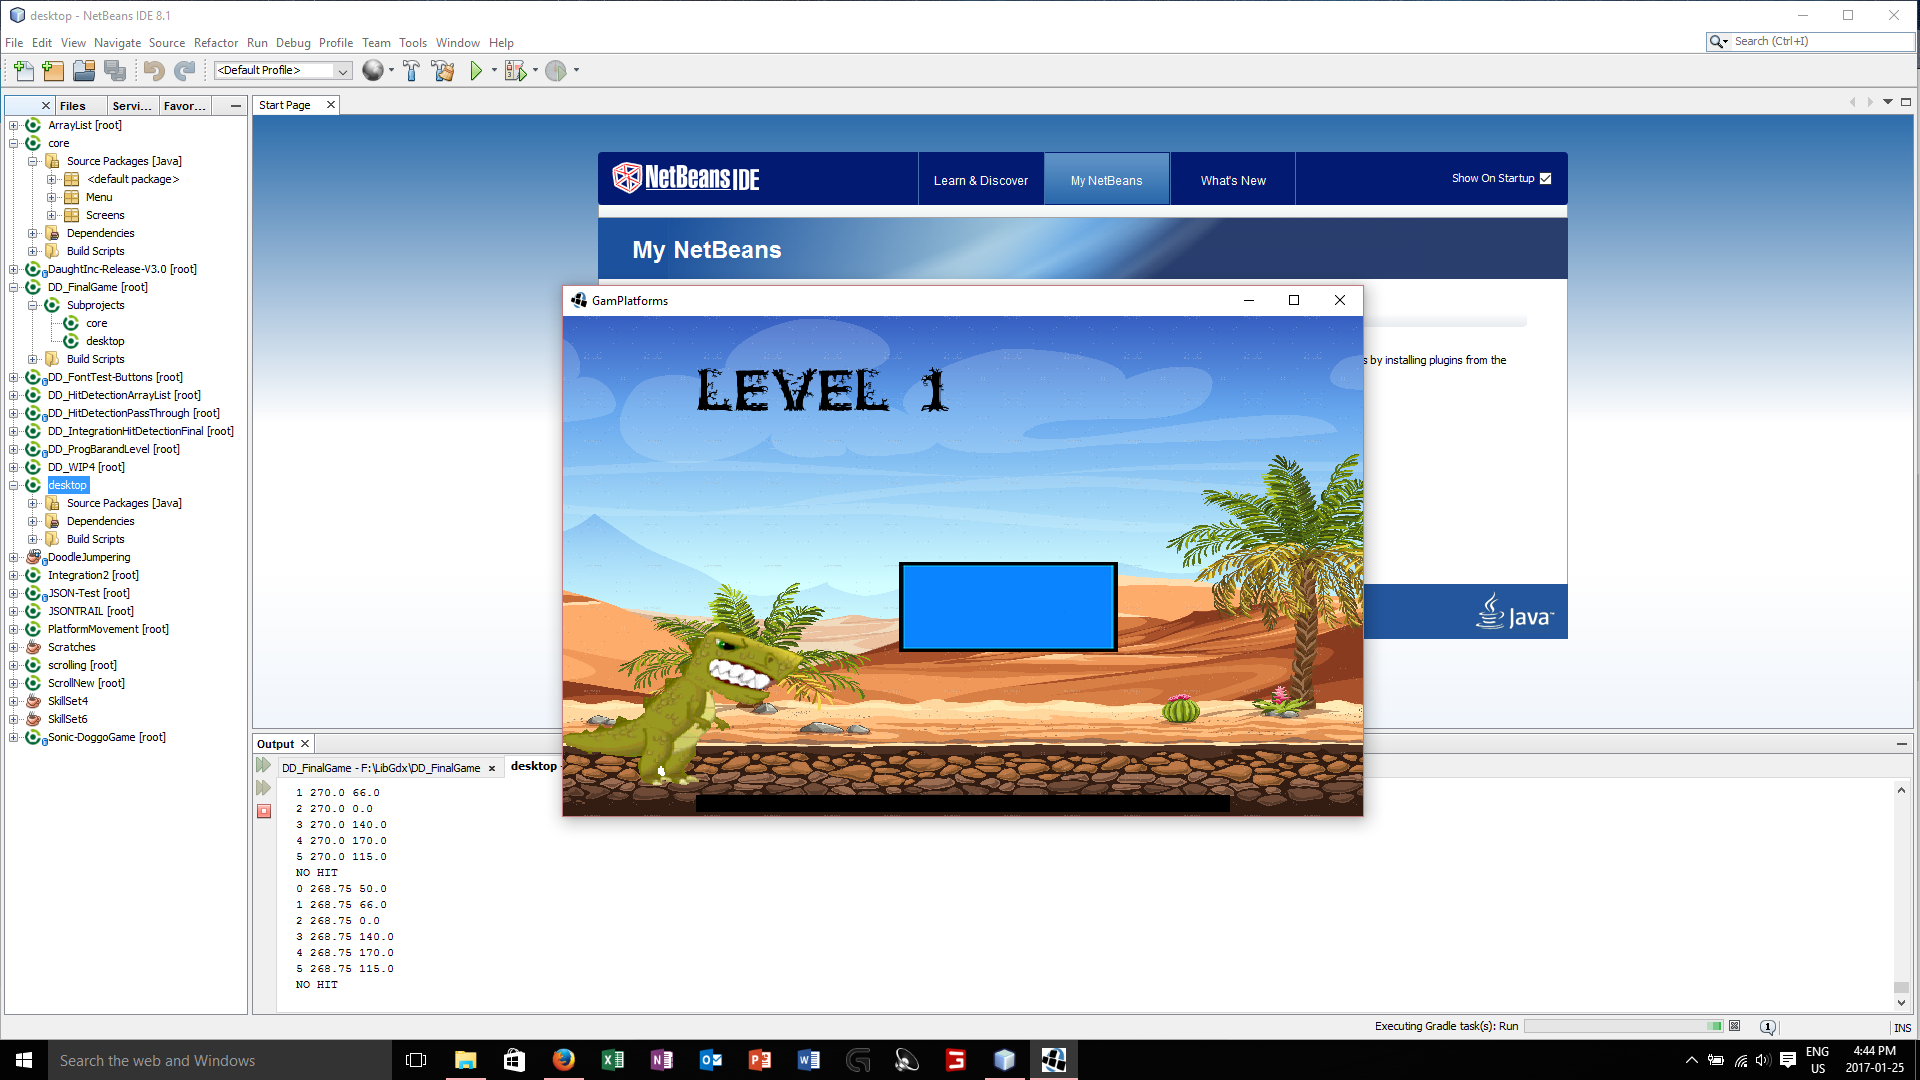 desktop - NetBeans IDE 8.1
File Edit View Navigate Source Refactor Run Debug Profile Team Tools Window Help
Search (Ctrl+I)
<Default Profile>
Files Servi... Favor...
Start Page
ArrayList [root]
core
Source Packages [Java]
<default package>
Menu
Screens
Dependencies
Build Scripts
DaughtInc-Release-V3.0 [root]
DD_FinalGame [root]
Subprojects
core
desktop
Build Scripts
DD_FontTest-Buttons [root]
DD_HitDetectionArrayList [root]
DD_HitDetectionPassThrough [root]
DD_IntegrationHitDetectionFinal [root]
DD_ProgBarandLevel [root]
DD_WIP4 [root]
desktop
Source Packages [Java]
Dependencies
Build Scripts
DoodleJumpering
Integration2 [root]
JSON-Test [root]
JSONTRAIL [root]
PlatformMovement [root]
Scratches
scrolling [root]
ScrollNew [root]
SkillSet4
SkillSet6
Sonic-DoggoGame [root]
NetBeans IDE
Learn & Discover
My NetBeans
What's New
Show On Startup
My NetBeans
s by installing plugins from the
Java
GamPlatforms
LEVEL 1
Output
DD_FinalGame - F:\LibGdx\DD_FinalGame
desktop
1 270.0 66.0
2 270.0 0.0
3 270.0 140.0
4 270.0 170.0
5 270.0 115.0
NO HIT
0 268.75 50.0
1 268.75 66.0
2 268.75 0.0
3 268.75 140.0
4 268.75 170.0
5 268.75 115.0
NO HIT
Executing Gradle task(s): Run
1
INS
Search the web and Windows
ENG
US
4:44 PM
2017-01-25